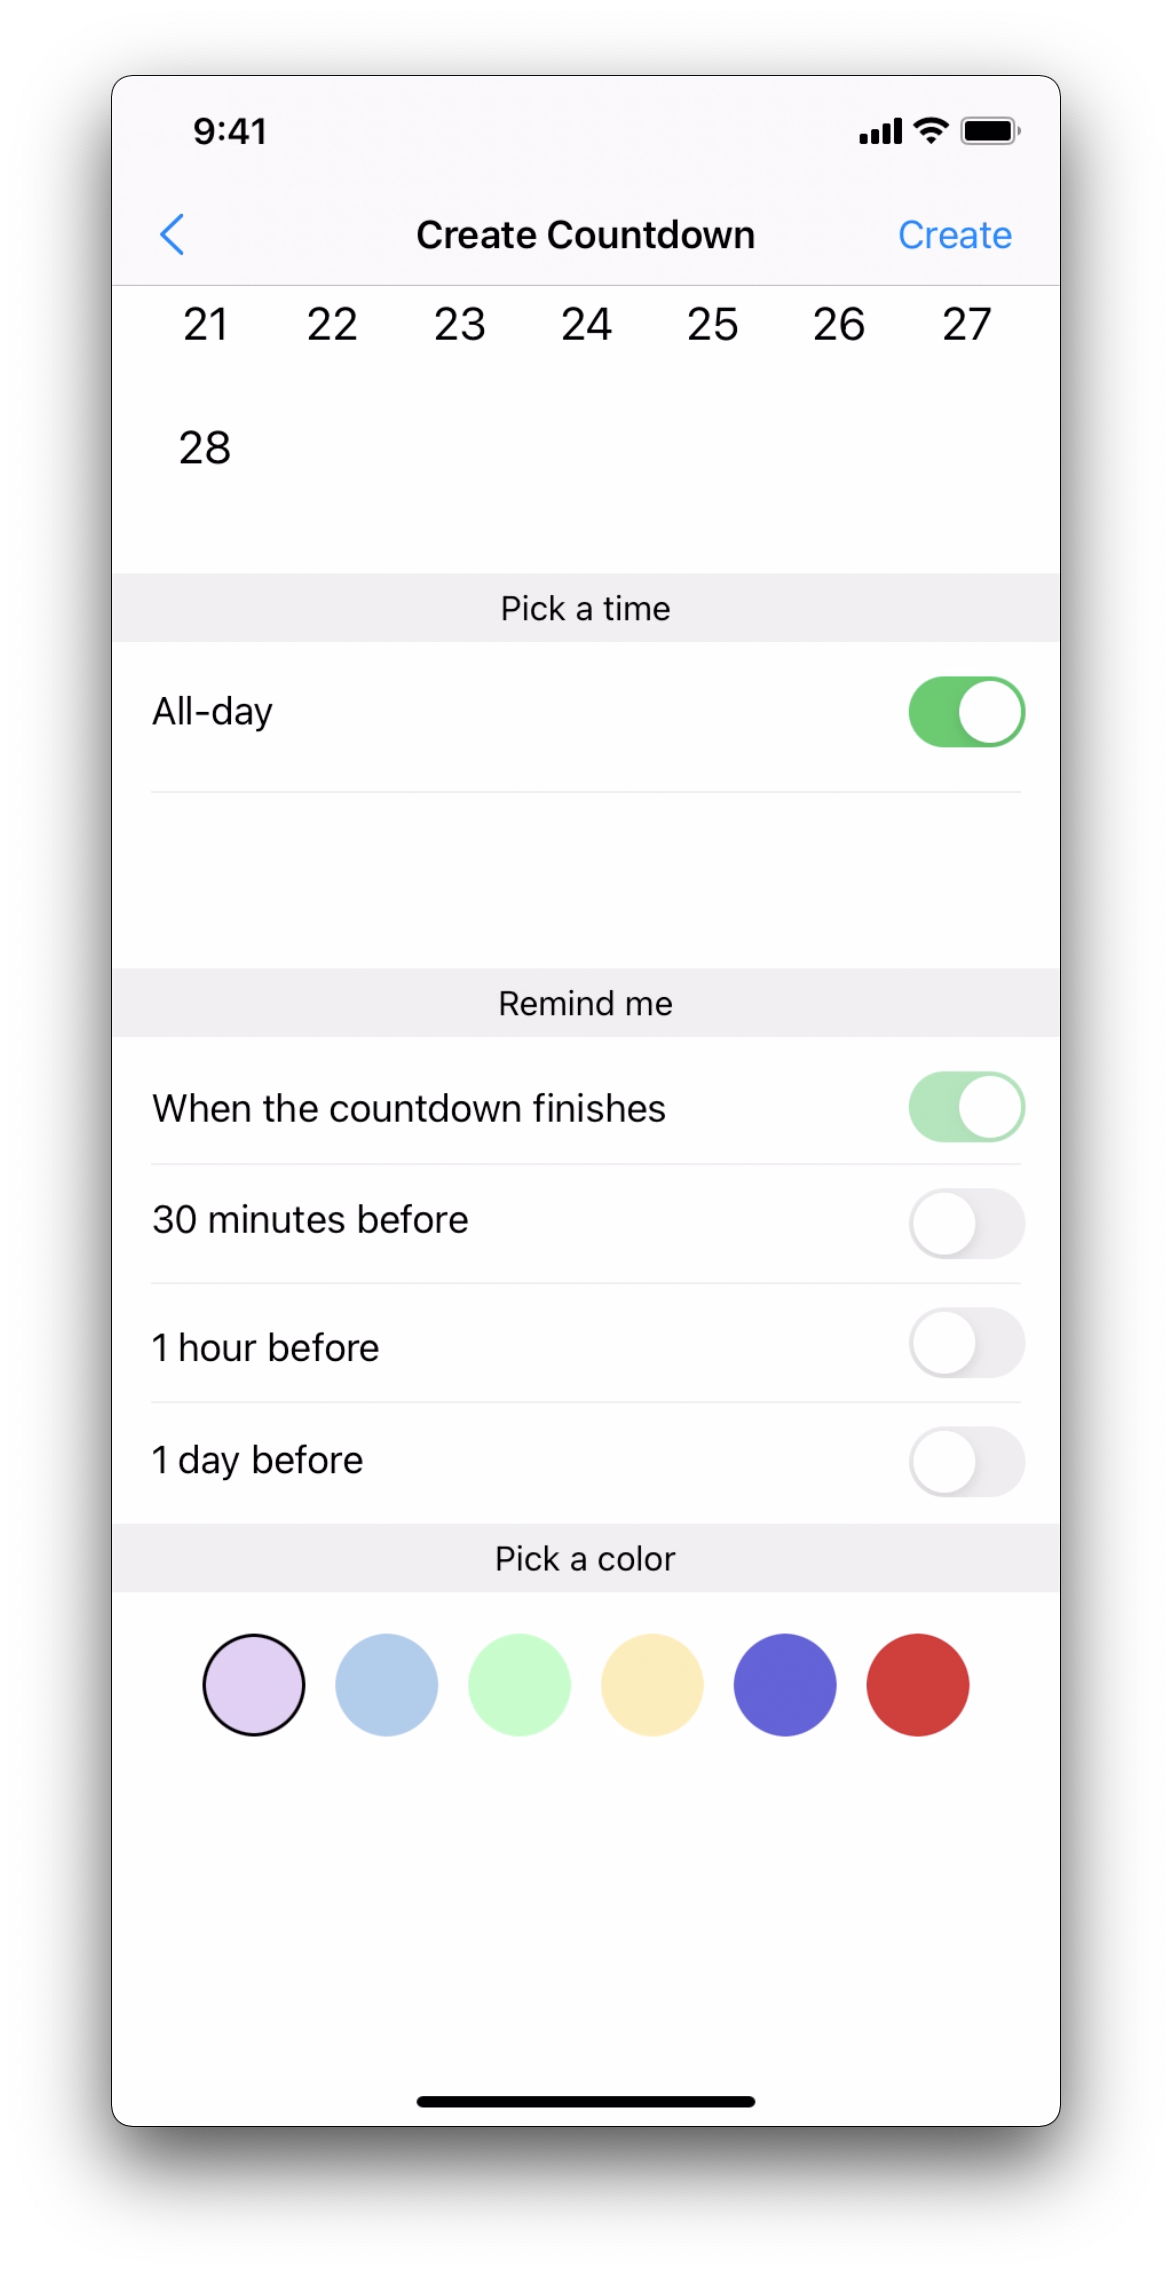 9:41
Create Countdown Create
21 22 23 24 25 26 27
28
Pick a time
All-day
Remind me
When the countdown finishes
30 minutes before
1 hour before
1 day before
Pick a color